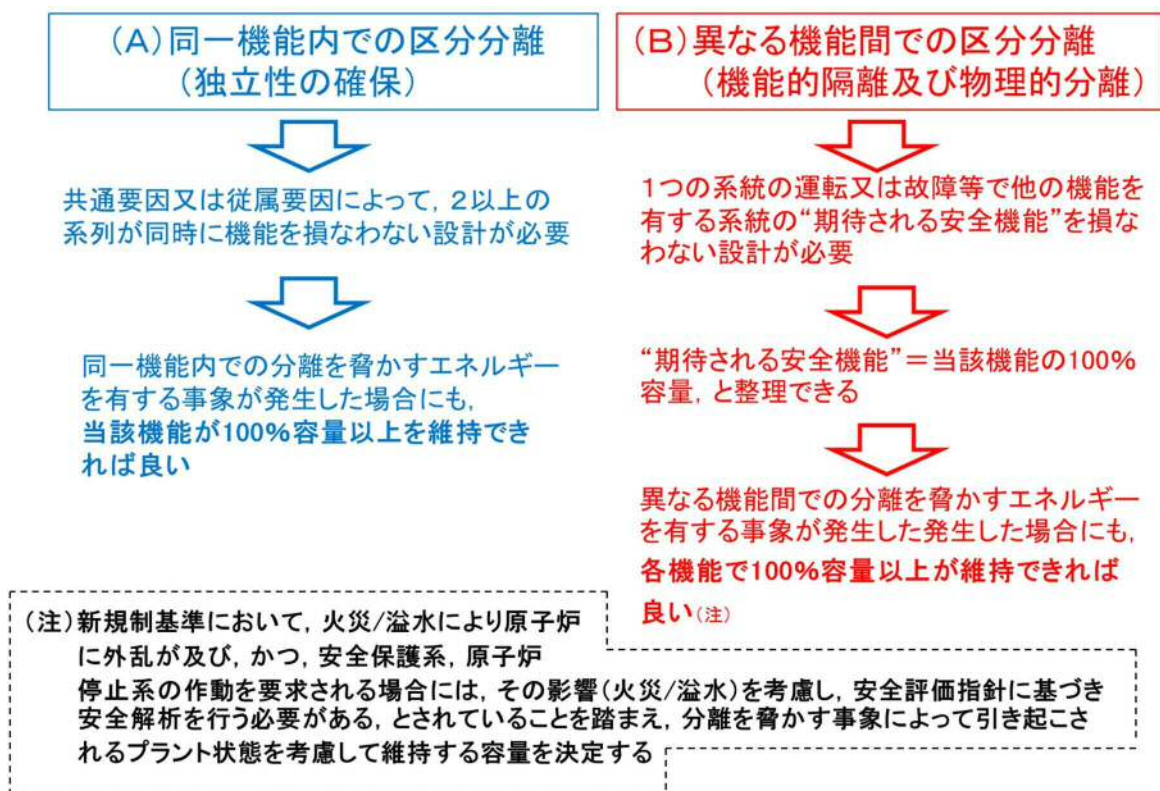 (A)同一機能内での区分分離
(独立性の確保)
共通要因又は従属要因によって，２以上の
系列が同時に機能を損なわない設計が必要
同一機能内での分離を脅かすエネルギー
を有する事象が発生した場合にも，
当該機能が100%容量以上を維持でき
れば良い
(B)異なる機能間での区分分離
(機能的隔離及び物理的分離)
１つの系統の運転又は故障等で他の機能を
有する系統の“期待される安全機能”を損な
わない設計が必要
“期待される安全機能”＝当該機能の100%
容量，と整理できる
異なる機能間での分離を脅かすエネルギー
を有する事象が発生した発生した場合にも，
各機能で100%容量以上が維持できれば
良い(注)
(注)新規制基準において，火災/溢水により原子炉
に外乱が及び，かつ，安全保護系，原子炉
停止系の作動を要求される場合には，その影響(火災/溢水)を考慮し，安全評価指針に基づき
安全解析を行う必要がある，とされていることを踏まえ，分離を脅かす事象によって引き起こさ
れるプラント状態を考慮して維持する容量を決定する